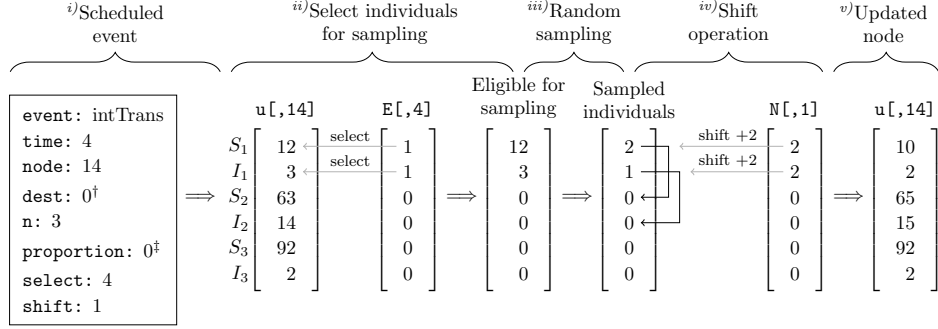 i)Scheduled event
ii)Select individuals for sampling
iii)Random sampling
iv)Shift operation
v)Updated node
event: intTrans
time: 4
node: 14
dest: 0†
n: 3
proportion: 0‡
select: 4
shift: 1
⟹
u[,14] E[,4]
S1 12 select 1
I1 3 select 1
S2 63 0
I2 14 0
S3 92 0
I3 2 0
⟹
Eligible for
sampling
12
3
0
0
0
0
⟹
Sampled
individuals
2
1
0
0
0
0
N[,1]
shift +2 2
shift +2 2
0
0
0
0
⟹
u[,14]
10
2
65
15
92
2